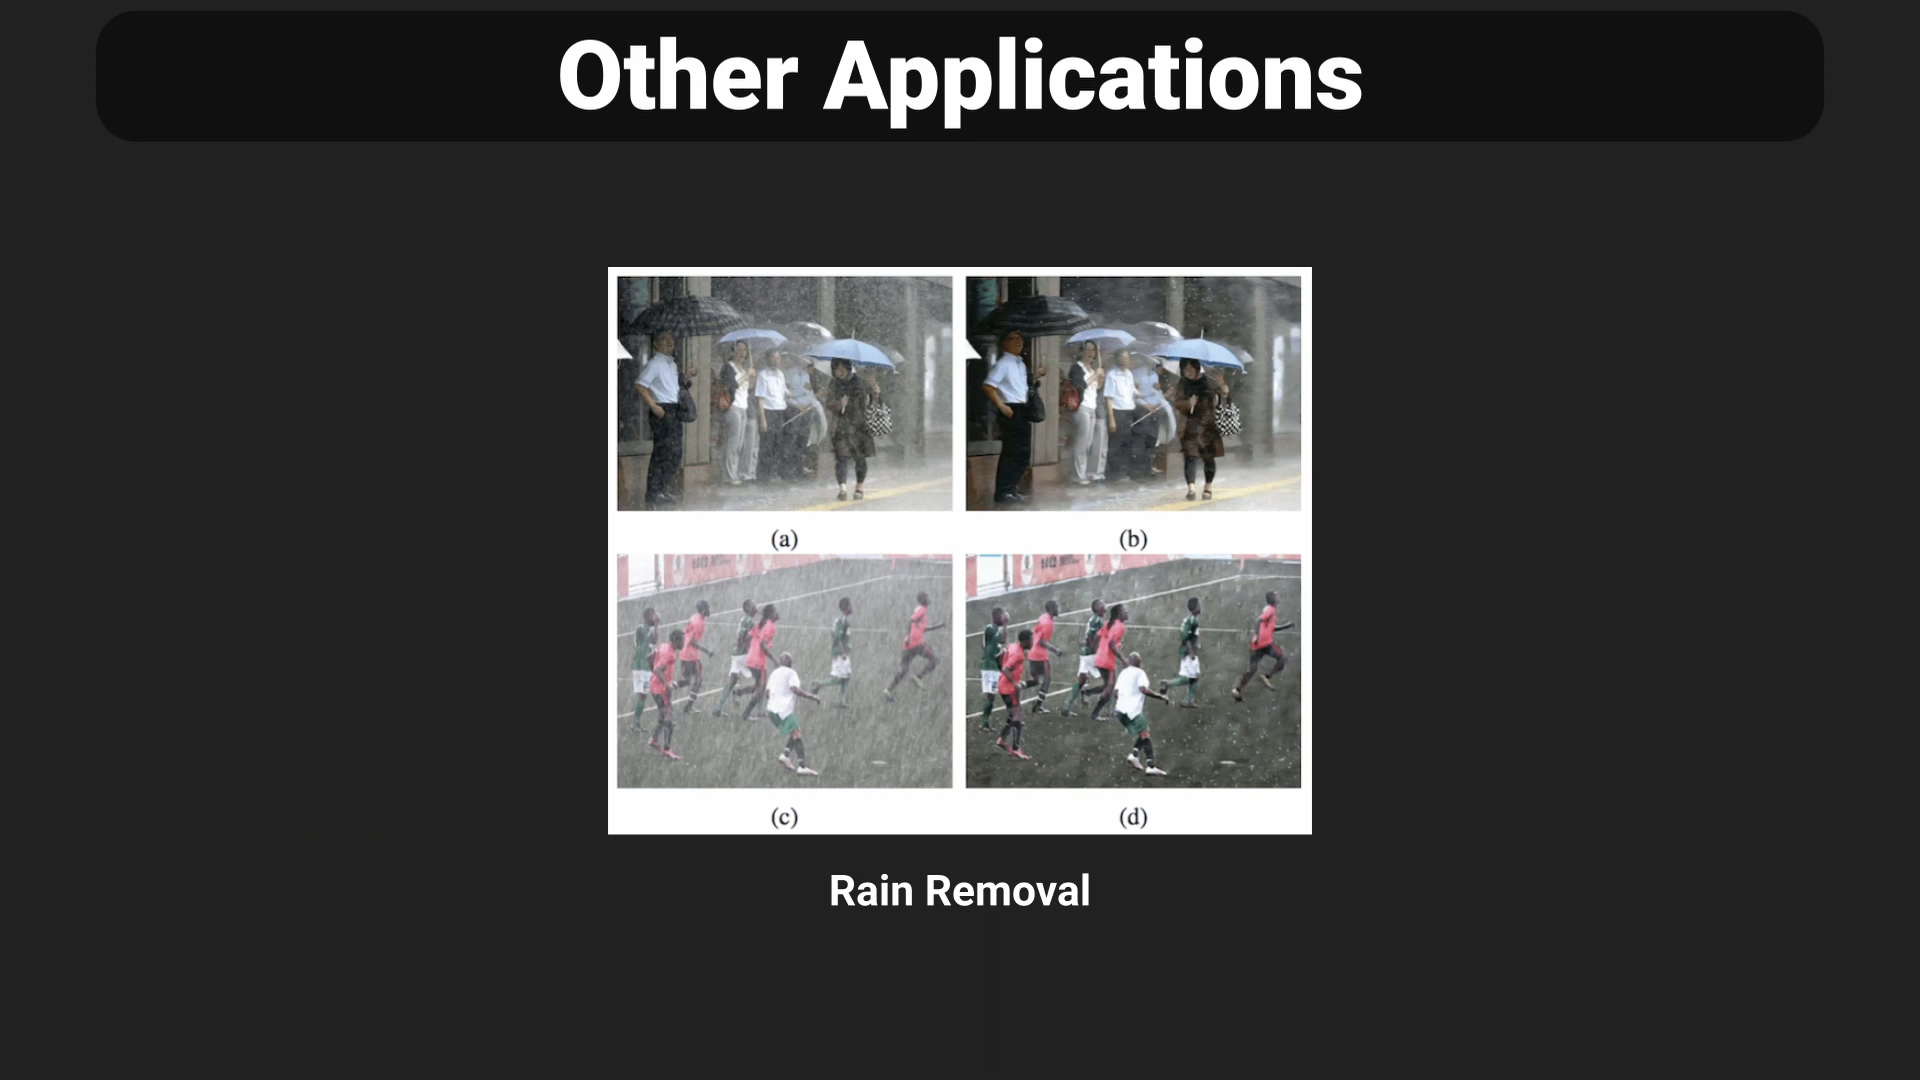 Other Applications
(a)
(b)
(c)
(d)
Rain Removal